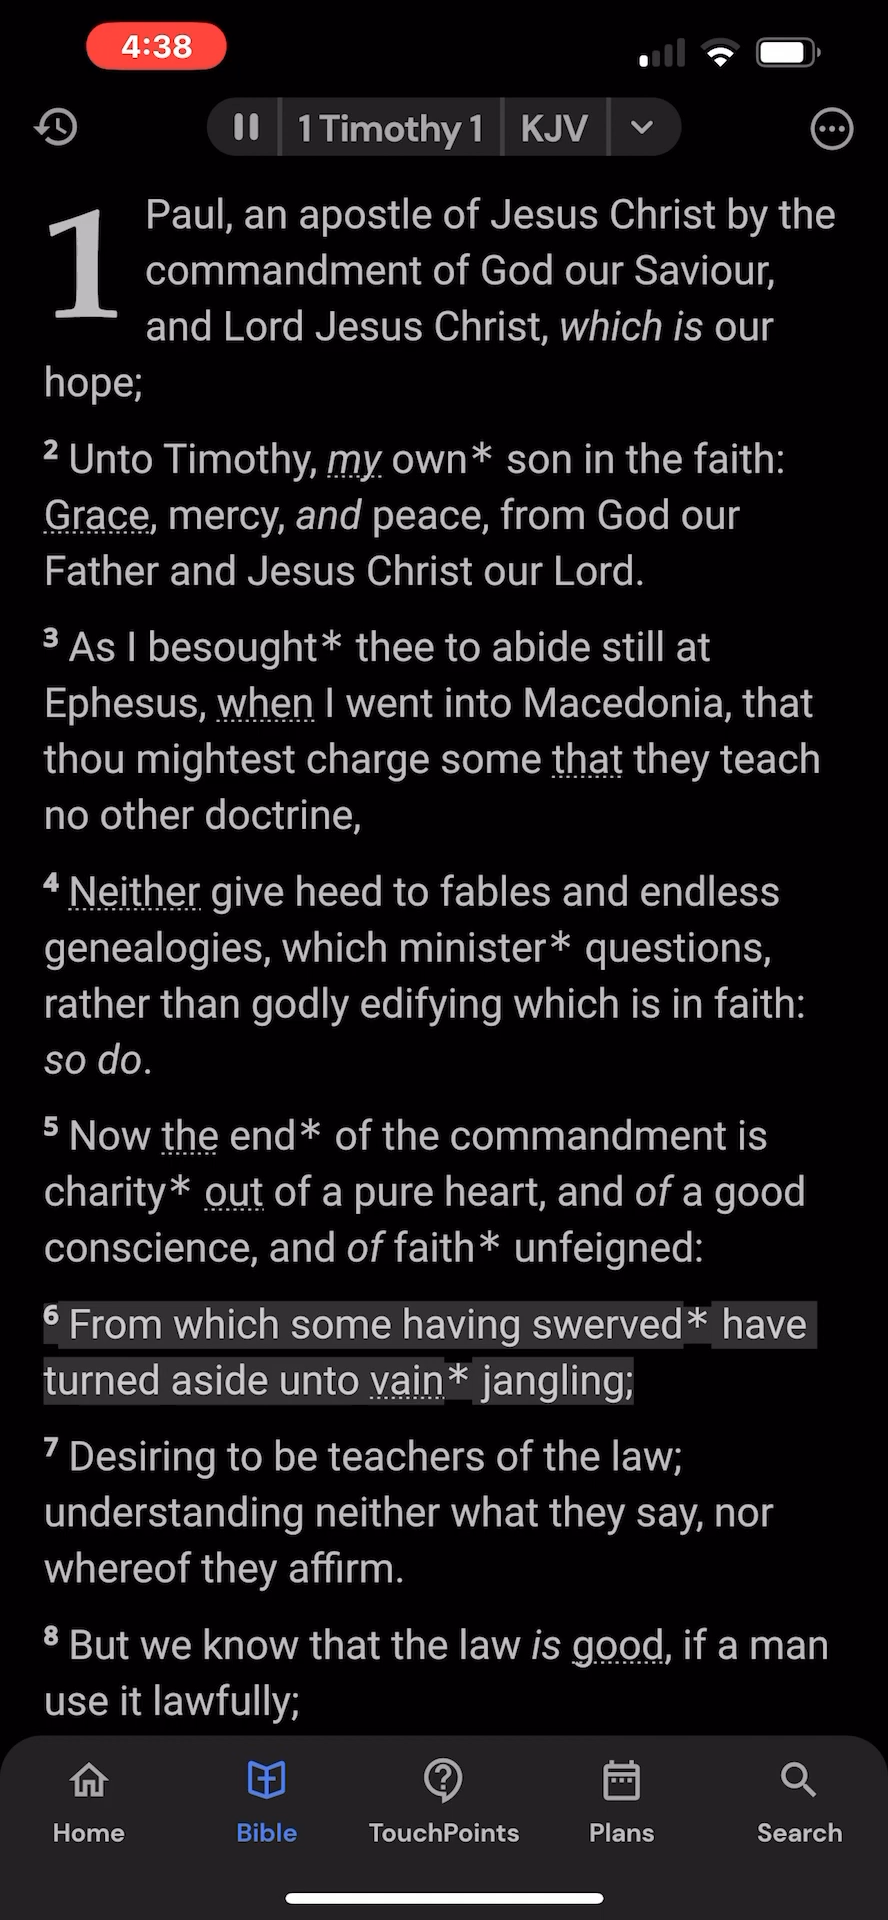 4:38
1 Timothy 1 KJV
1 Paul, an apostle of Jesus Christ by the
commandment of God our Saviour,
and Lord Jesus Christ, which is our
hope;
2 Unto Timothy, my own* son in the faith:
Grace, mercy, and peace, from God our
Father and Jesus Christ our Lord.
3 As I besought* thee to abide still at
Ephesus, when I went into Macedonia, that
thou mightest charge some that they teach
no other doctrine,
4 Neither give heed to fables and endless
genealogies, which minister* questions,
rather than godly edifying which is in faith:
so do.
5 Now the end* of the commandment is
charity* out of a pure heart, and of a good
conscience, and of faith* unfeigned:
6 From which some having swerved* have
turned aside unto vain* jangling;
7 Desiring to be teachers of the law;
understanding neither what they say, nor
whereof they affirm.
8 But we know that the law is good, if a man
use it lawfully;
Home Bible TouchPoints Plans Search